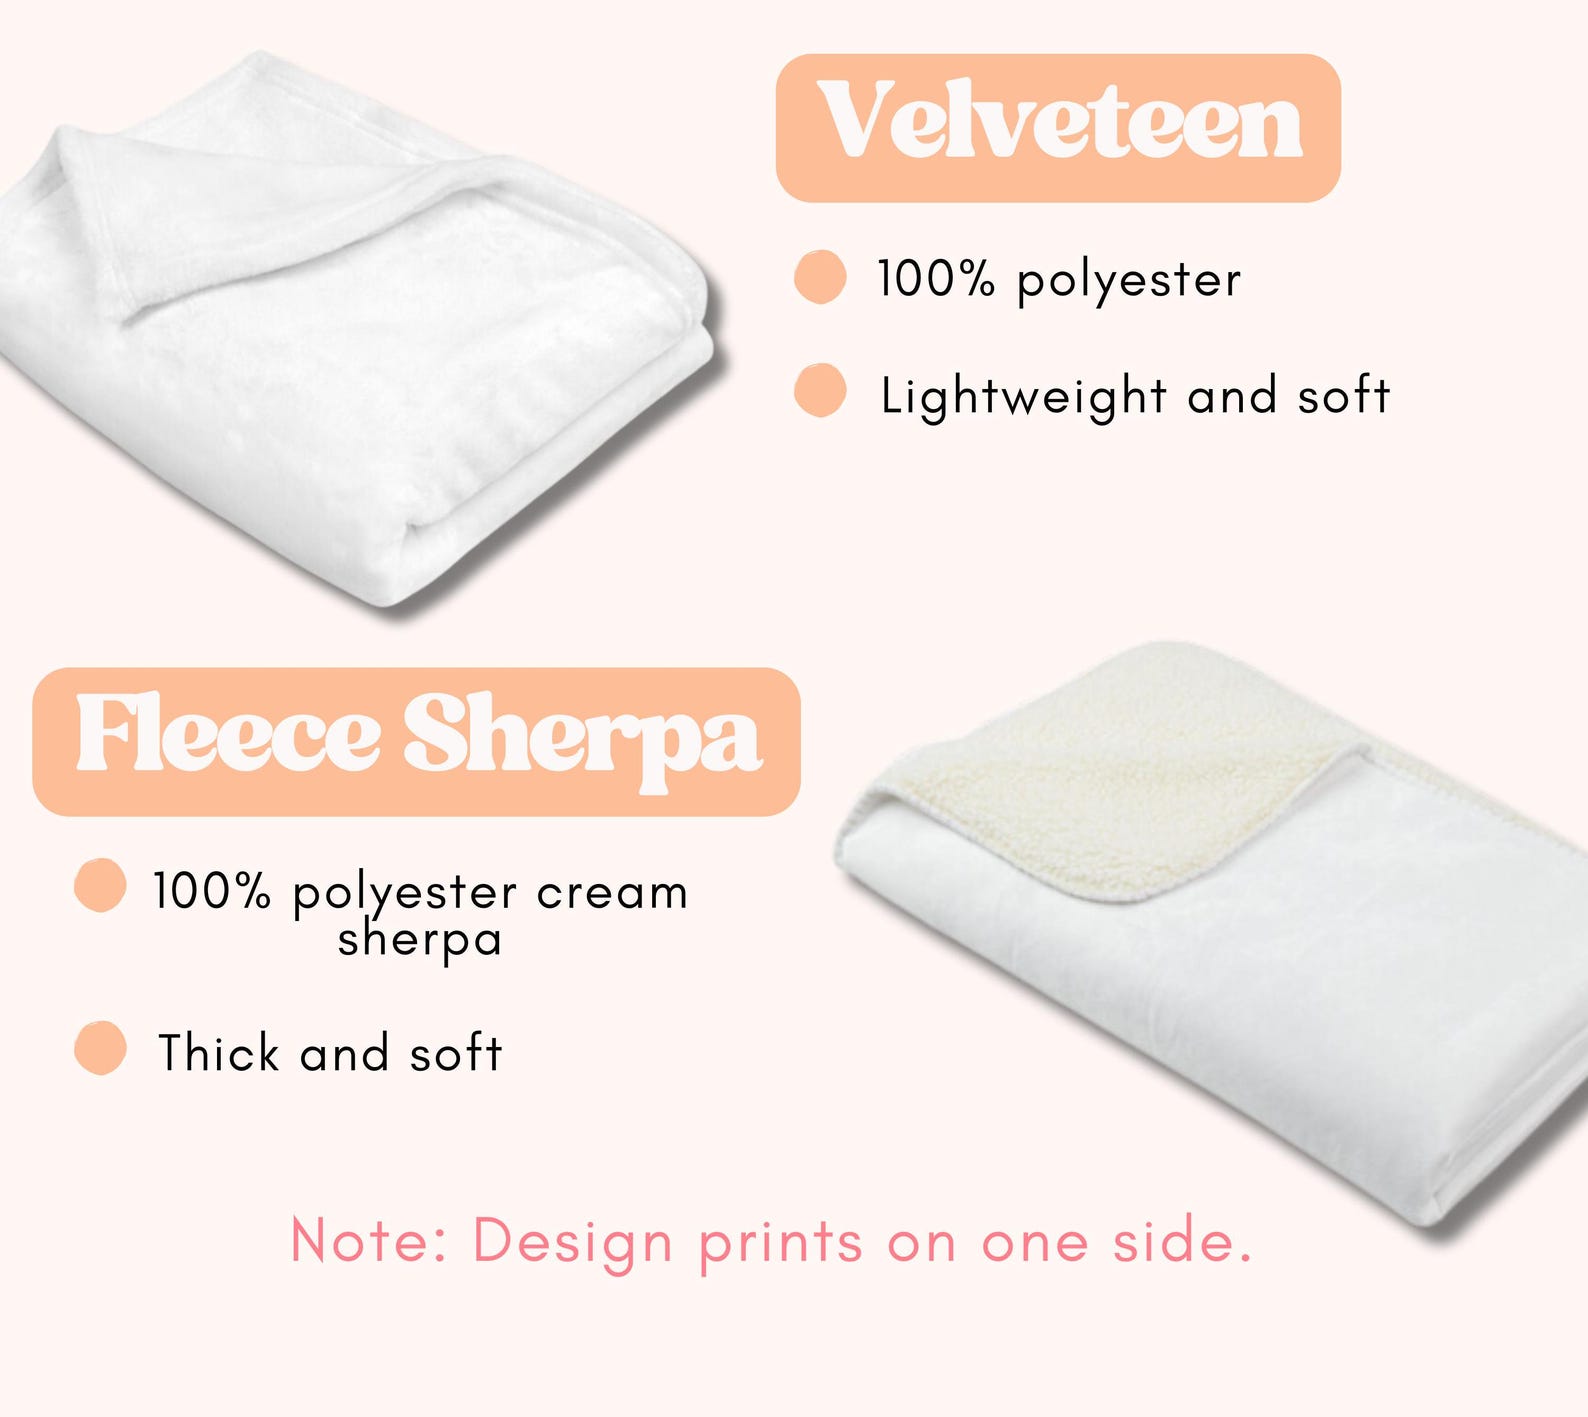 Velveteen
100% polyester
Lightweight and soft
Fleece Sherpa
100% polyester cream
sherpa
Thick and soft
Note: Design prints on one side.